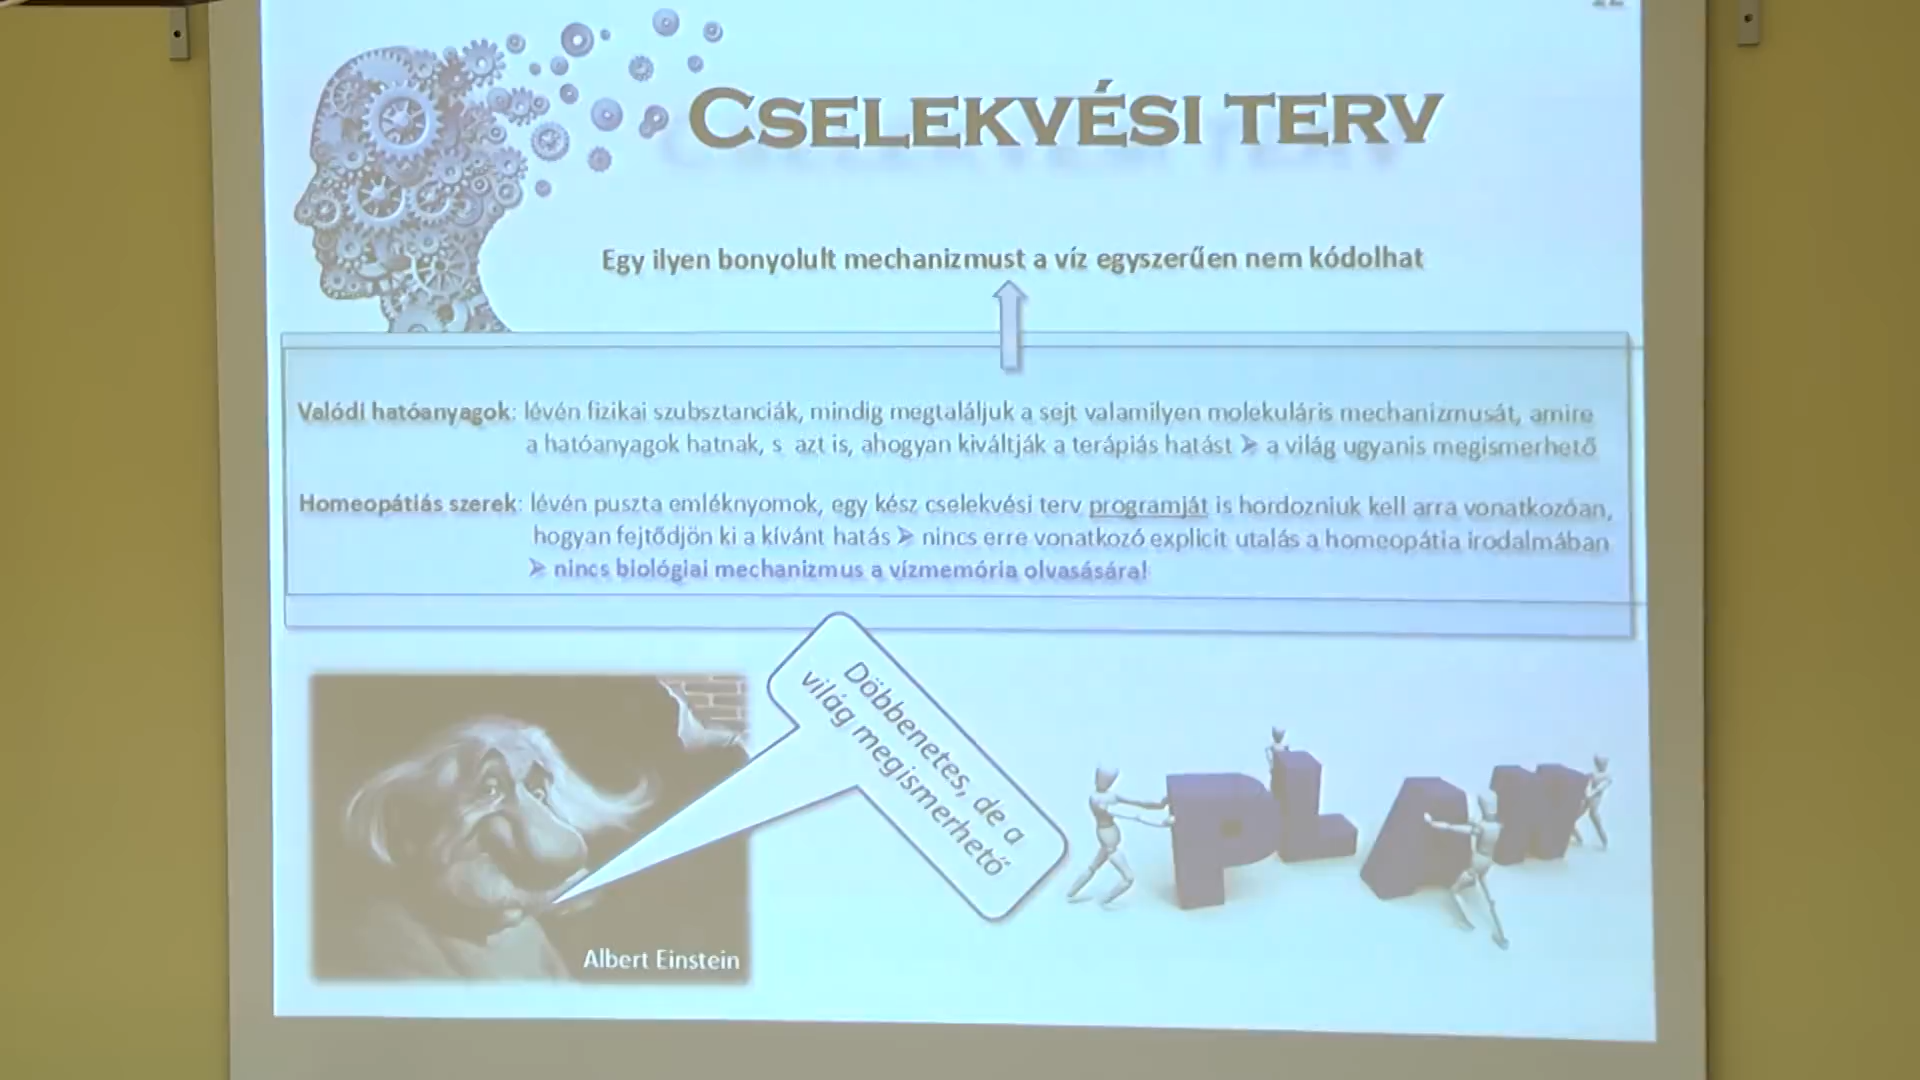 CSELEKVÉSI TERV
Egy ilyen bonyolult mechanizmust a víz egyszerűen nem kódolhat
Valódi hatóanyagok: lévén fizikai szubsztanciák, mindig megtaláljuk a sejt valamilyen molekuláris mechanizmusát, amire
a hatóanyagok hatnak, s azt is, ahogyan kiváltják a terápiás hatást ➢ a világ ugyanis megismerhető
Homeopátiás szerek: lévén puszta emléknyomok, egy kész cselekvési terv programját is hordozniuk kell arra vonatkozóan,
hogyan fejtődjön ki a kívánt hatás ➢ nincs erre vonatkozó explicit utalás a homeopátia irodalmában
➢ nincs biológiai mechanizmus a vízmemória olvasására!
Döbbenetes, de a
világ megismerhető
Albert Einstein
PLAN